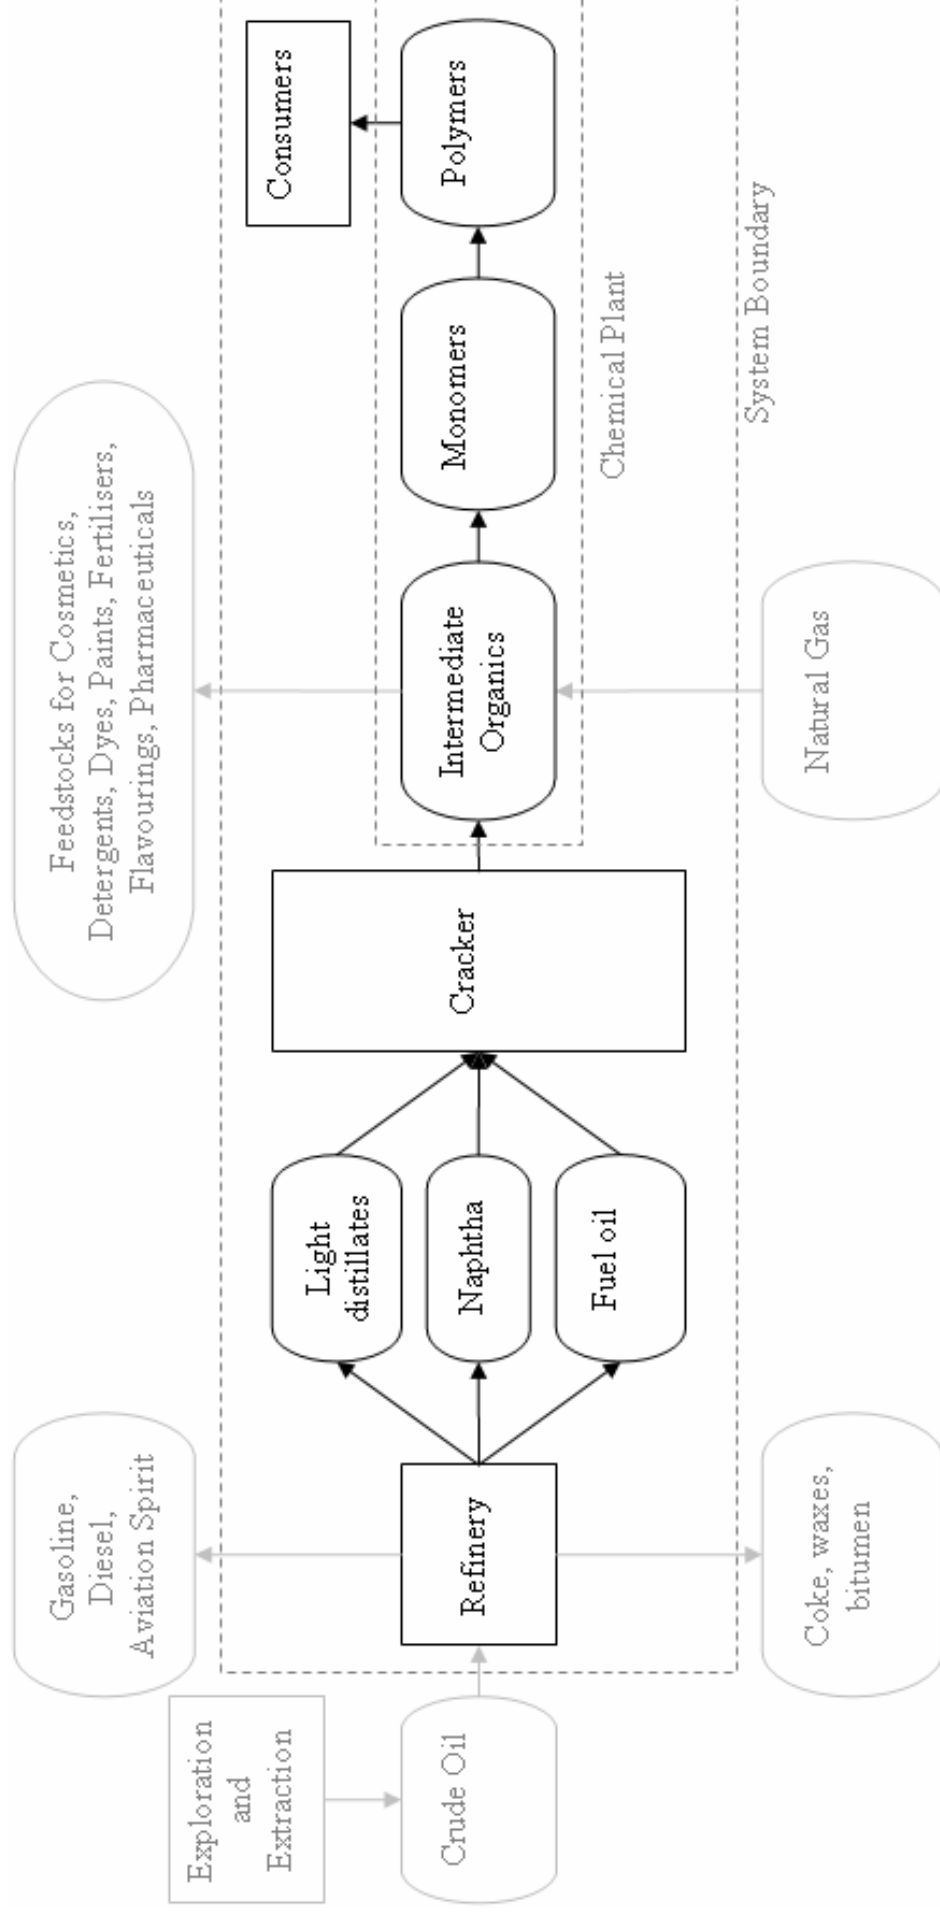 Exploration
and
Extraction
Crude Oil
Gasoline,
Diesel,
Aviation Spirit
Refinery
Coke, waxes,
bitumen
Light
distillates
Naphtha
Fuel oil
Cracker
Feedstocks for Cosmetics,
Detergents, Dyes, Paints, Fertilisers,
Flavourings, Pharmaceuticals
Intermediate
Organics
Natural Gas
Monomers
Chemical Plant
System Boundary
Consumers
Polymers